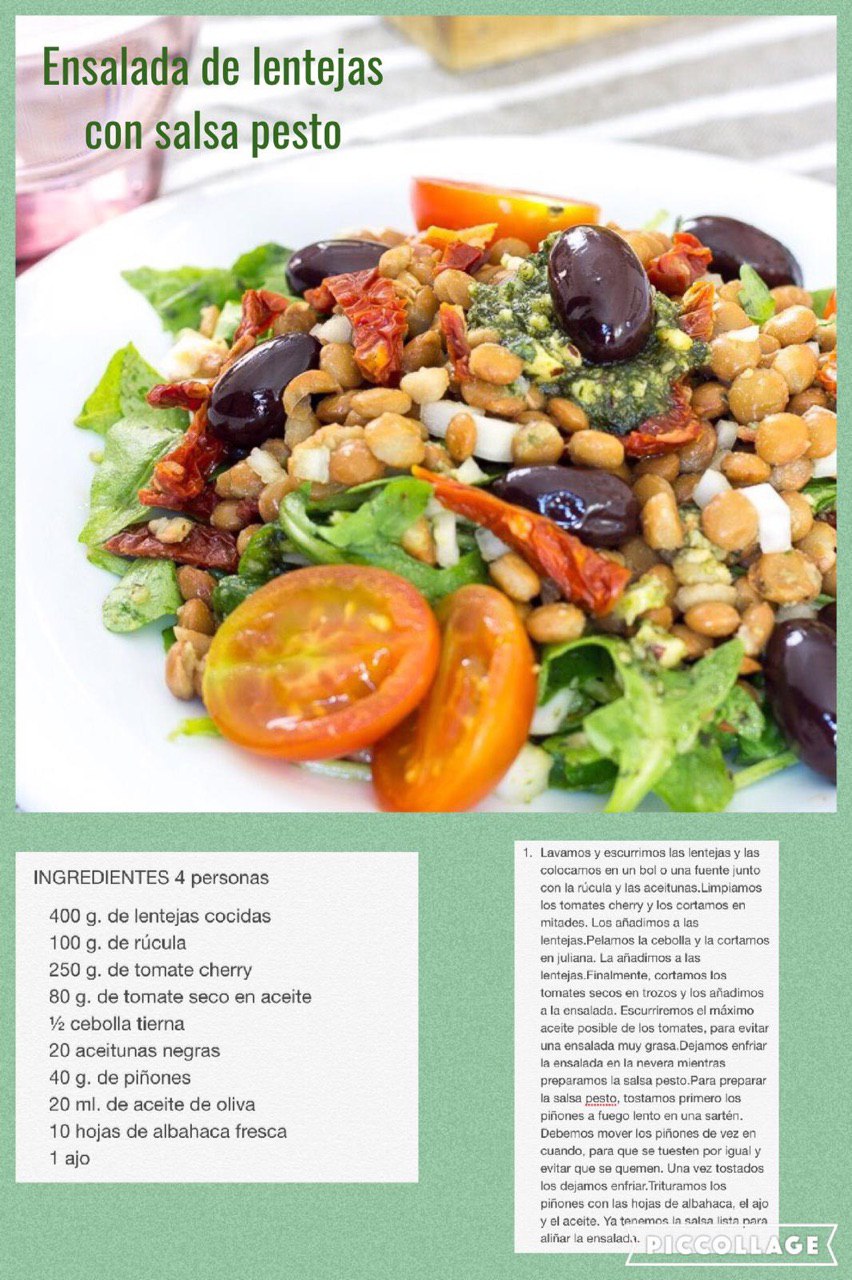 Ensalada de lentejas
con salsa pesto
INGREDIENTES 4 personas
400 g. de lentejas cocidas
100 g. de rúcula
250 g. de tomate cherry
80 g. de tomate seco en aceite
½ cebolla tierna
20 aceitunas negras
40 g. de piñones
20 ml. de aceite de oliva
10 hojas de albahaca fresca
1 ajo
1. Lavamos y escurrimos las lentejas y las
colocamos en un bol o una fuente junto
con la rúcula y las aceitunas.Limpiamos
los tomates cherry y los cortamos en
mitades. Los añadimos a las
lentejas.Pelamos la cebolla y la cortamos
en juliana. La añadimos a las
lentejas.Finalmente, cortamos los
tomates secos en trozos y los añadimos
a la ensalada. Escurriremos el máximo
aceite posible de los tomates, para evitar
una ensalada muy grasa.Dejamos enfriar
la ensalada en la nevera mientras
preparamos la salsa pesto.Para preparar
la salsa pesto, tostamos primero los
piñones a fuego lento en una sartén.
Debemos mover los piñones de vez en
cuando, para que se tuesten por igual y
evitar que se quemen. Una vez tostados
los dejamos enfriar.Trituramos los
piñones con las hojas de albahaca, el ajo
y el aceite. Ya tenemos la salsa lista para
aliñar la ensalada.
PICCOLLAGE